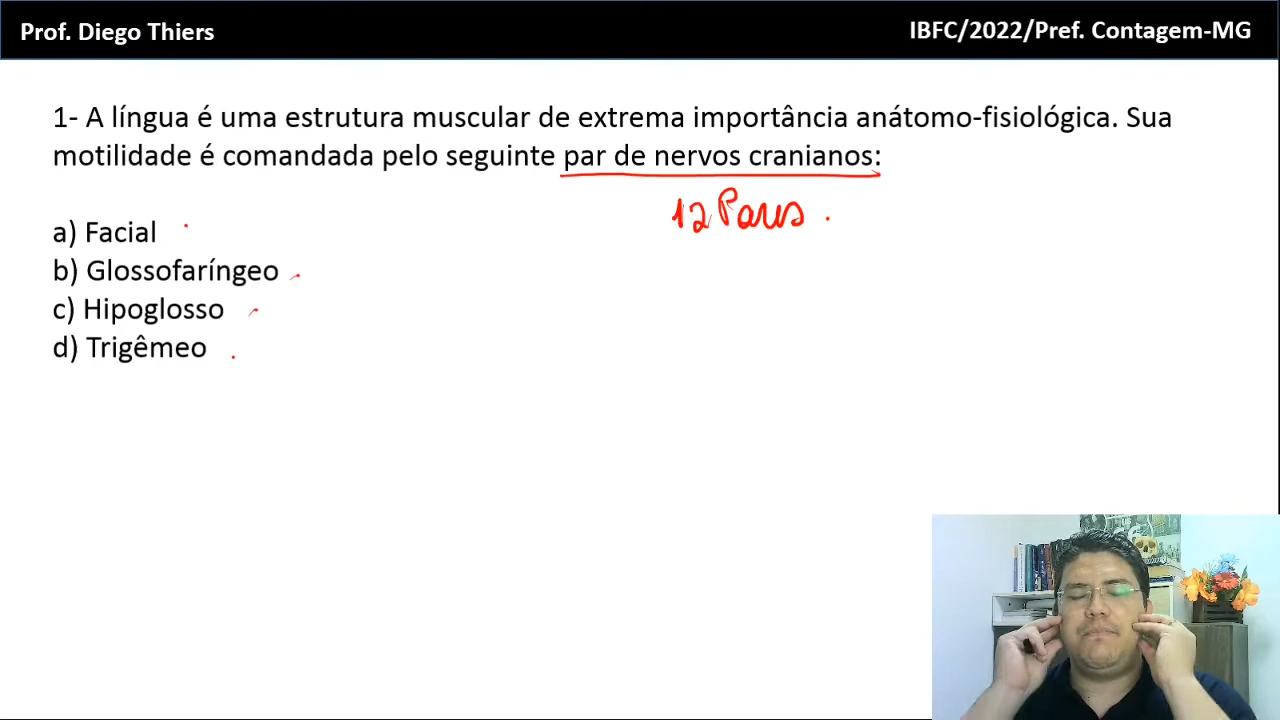 Prof. Diego Thiers
IBFC/2022/Pref. Contagem-MG
1- A língua é uma estrutura muscular de extrema importância anátomo-fisiológica. Sua
motilidade é comandada pelo seguinte par de nervos cranianos:
12 Pares
a) Facial
b) Glossofaríngeo
c) Hipoglosso
d) Trigêmeo